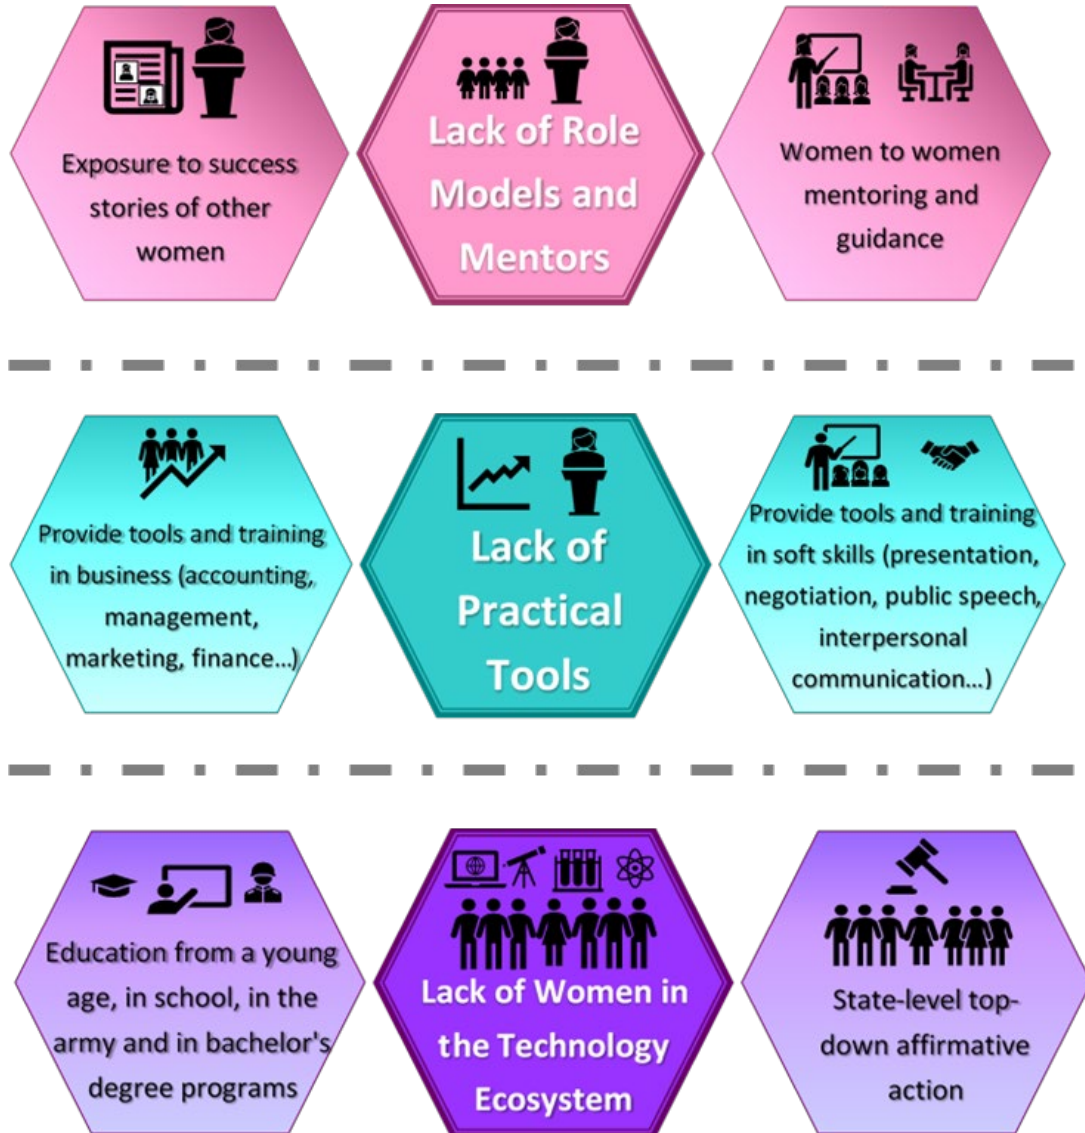 Exposure to success
stories of other
women
Lack of Role
Models and
Mentors
Women to women
mentoring and
guidance
Provide tools and training
in business (accounting,
management,
marketing, finance...)
Lack of
Practical
Tools
Provide tools and training
in soft skills (presentation,
negotiation, public speech,
interpersonal
communication...)
Education from a young
age, in school, in the
army and in bachelor's
degree programs
Lack of Women in
the Technology
Ecosystem
State-level top-
down affirmative
action